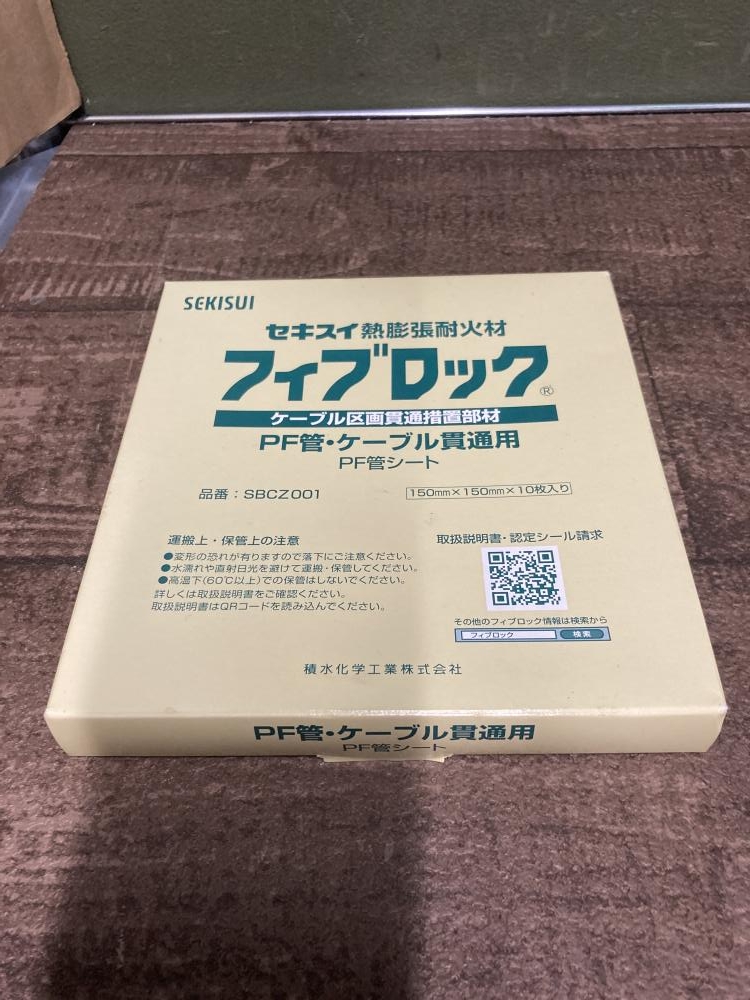 SEKISUI
セキスイ熱膨張耐火材
フィブロック®
ケーブル区画貫通措置部材
PF管・ケーブル貫通用
PF管シート
品番：SBCZ001
150mm×150mm×10枚入り
運搬上・保管上の注意
●変形の恐れが有りますので落下にご注意ください。
●水濡れや直射日光を避けて運搬・保管してください。
●高温下(60℃以上)での保管はしないでください。
詳しくは取扱説明書をご確認ください。
取扱説明書はQRコードを読み込んでください。
取扱説明書・認定シール請求
その他のフィブロック情報は検索から
フィブロック 検索
積水化学工業株式会社
PF管・ケーブル貫通用
PF管シート